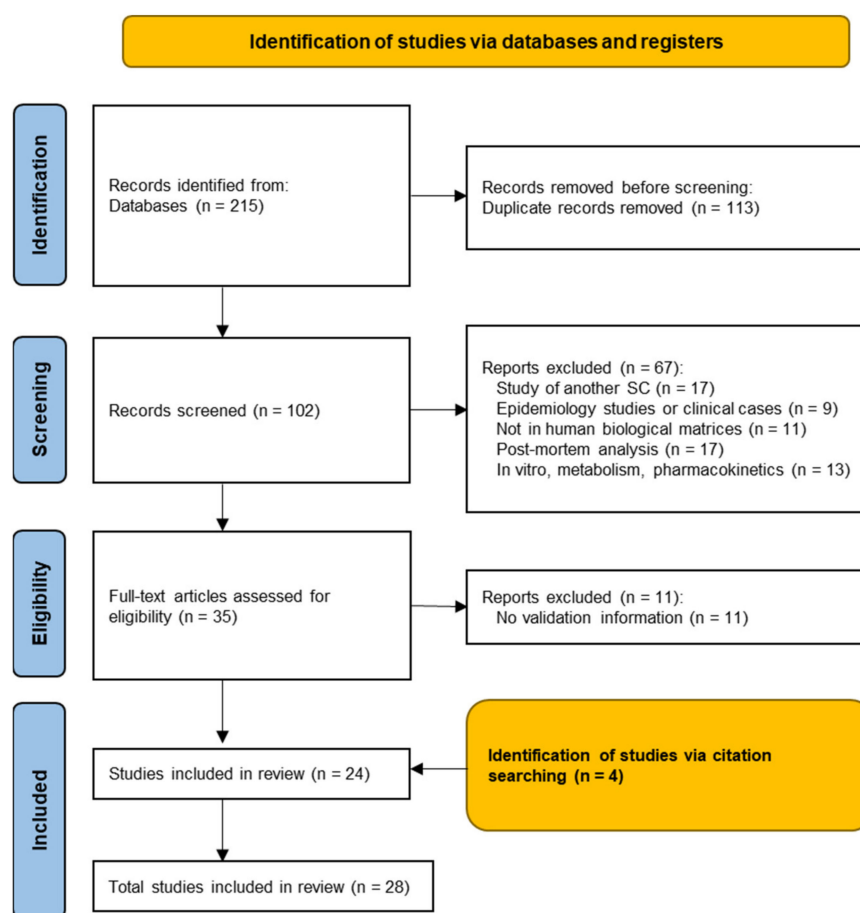 Identification of studies via databases and registers
Identification
Records identified from:
Databases (n = 215)
Records removed before screening:
Duplicate records removed (n = 113)
Screening
Records screened (n = 102)
Reports excluded (n = 67):
Study of another SC (n = 17)
Epidemiology studies or clinical cases (n = 9)
Not in human biological matrices (n = 11)
Post-mortem analysis (n = 17)
In vitro, metabolism, pharmacokinetics (n = 13)
Eligibility
Full-text articles assessed for
eligibility (n = 35)
Reports excluded (n = 11):
No validation information (n = 11)
Included
Studies included in review (n = 24)
Identification of studies via citation
searching (n = 4)
Total studies included in review (n = 28)